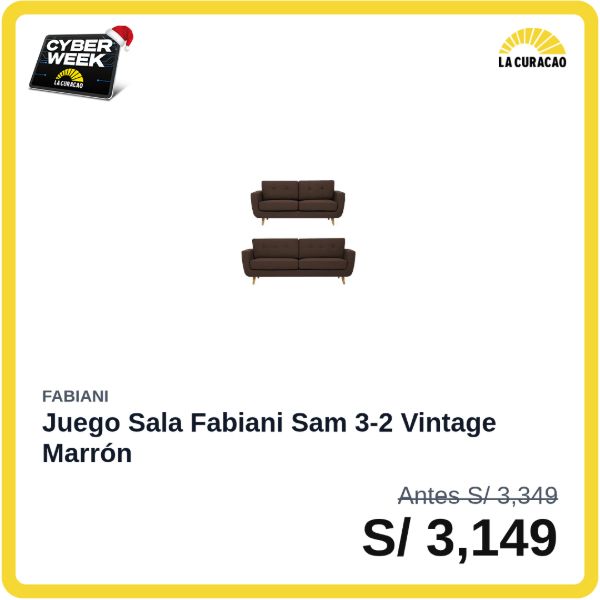 CYBER
WEEK
LA CURACAO
LA CURACAO
FABIANI
Juego Sala Fabiani Sam 3-2 Vintage
Marrón
Antes S/ 3,349
S/ 3,149